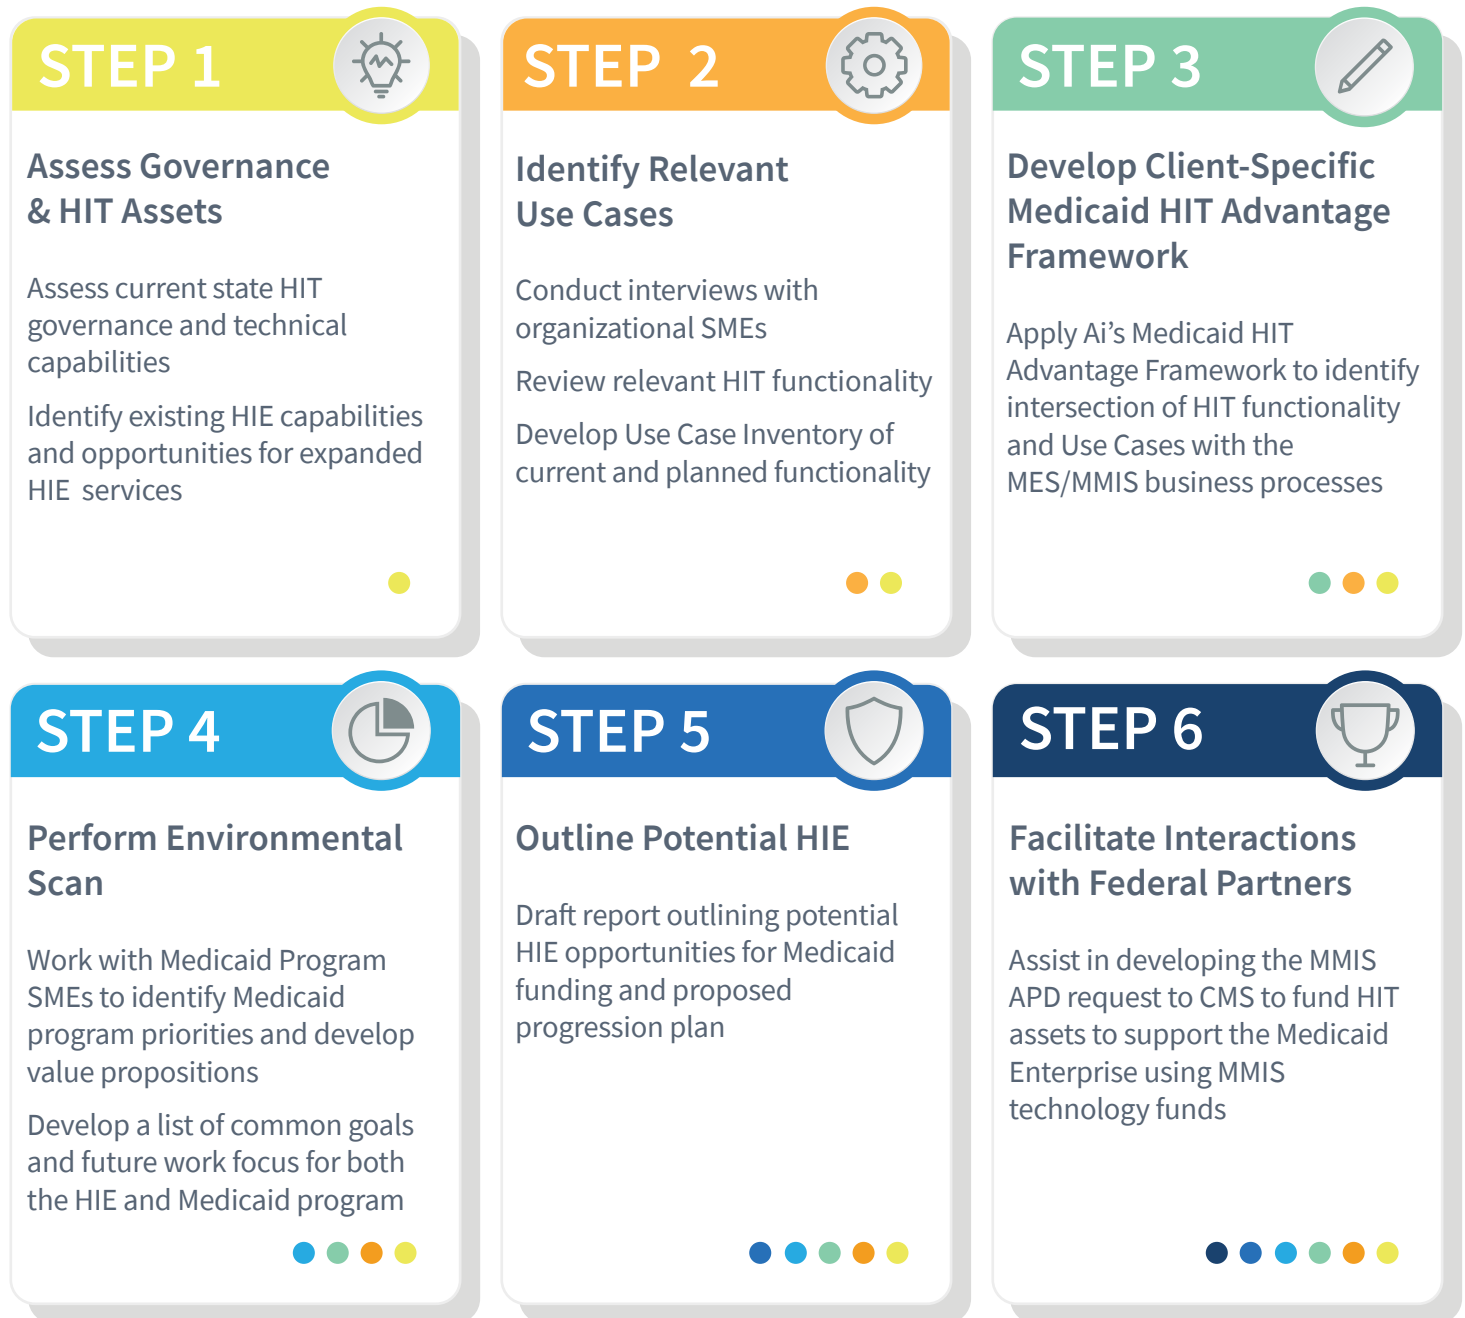 STEP 1
Assess Governance
& HIT Assets
Assess current state HIT
governance and technical
capabilities
Identify existing HIE capabilities
and opportunities for expanded
HIE services
STEP 2
Identify Relevant
Use Cases
Conduct interviews with
organizational SMEs
Review relevant HIT functionality
Develop Use Case Inventory of
current and planned functionality
STEP 3
Develop Client-Specific
Medicaid HIT Advantage
Framework
Apply Ai’s Medicaid HIT
Advantage Framework to identify
intersection of HIT functionality
and Use Cases with the
MES/MMIS business processes
STEP 4
Perform Environmental
Scan
Work with Medicaid Program
SMEs to identify Medicaid
program priorities and develop
value propositions
Develop a list of common goals
and future work focus for both
the HIE and Medicaid program
STEP 5
Outline Potential HIE
Draft report outlining potential
HIE opportunities for Medicaid
funding and proposed
progression plan
STEP 6
Facilitate Interactions
with Federal Partners
Assist in developing the MMIS
APD request to CMS to fund HIT
assets to support the Medicaid
Enterprise using MMIS
technology funds